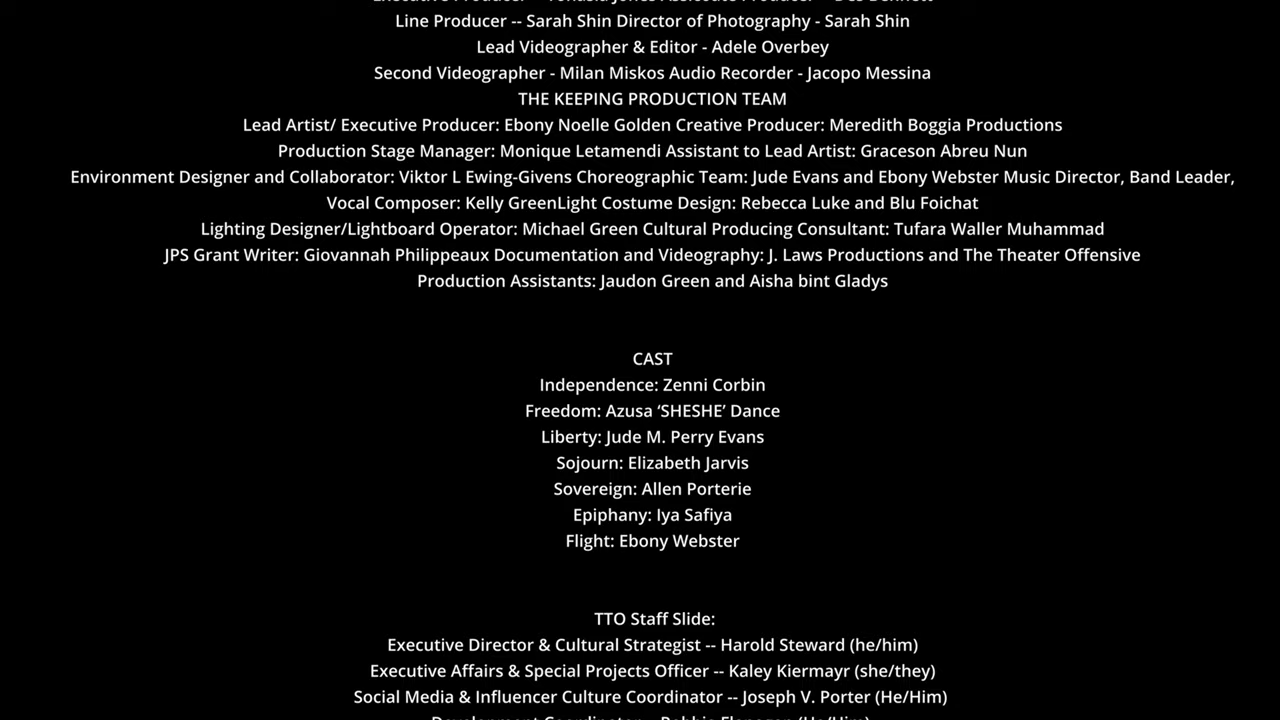 Line Producer -- Sarah Shin Director of Photography - Sarah Shin
Lead Videographer & Editor - Adele Overbey
Second Videographer - Milan Miskos Audio Recorder - Jacopo Messina
THE KEEPING PRODUCTION TEAM
Lead Artist/ Executive Producer: Ebony Noelle Golden Creative Producer: Meredith Boggia Productions
Production Stage Manager: Monique Letamendi Assistant to Lead Artist: Graceson Abreu Nun
Environment Designer and Collaborator: Viktor L Ewing-Givens Choreographic Team: Jude Evans and Ebony Webster Music Director, Band Leader,
Vocal Composer: Kelly GreenLight Costume Design: Rebecca Luke and Blu Foichat
Lighting Designer/Lightboard Operator: Michael Green Cultural Producing Consultant: Tufara Waller Muhammad
JPS Grant Writer: Giovannah Philippeaux Documentation and Videography: J. Laws Productions and The Theater Offensive
Production Assistants: Jaudon Green and Aisha bint Gladys
CAST
Independence: Zenni Corbin
Freedom: Azusa ‘SHESHE’ Dance
Liberty: Jude M. Perry Evans
Sojourn: Elizabeth Jarvis
Sovereign: Allen Porterie
Epiphany: Iya Safiya
Flight: Ebony Webster
TTO Staff Slide:
Executive Director & Cultural Strategist -- Harold Steward (he/him)
Executive Affairs & Special Projects Officer -- Kaley Kiermayr (she/they)
Social Media & Influencer Culture Coordinator -- Joseph V. Porter (He/Him)